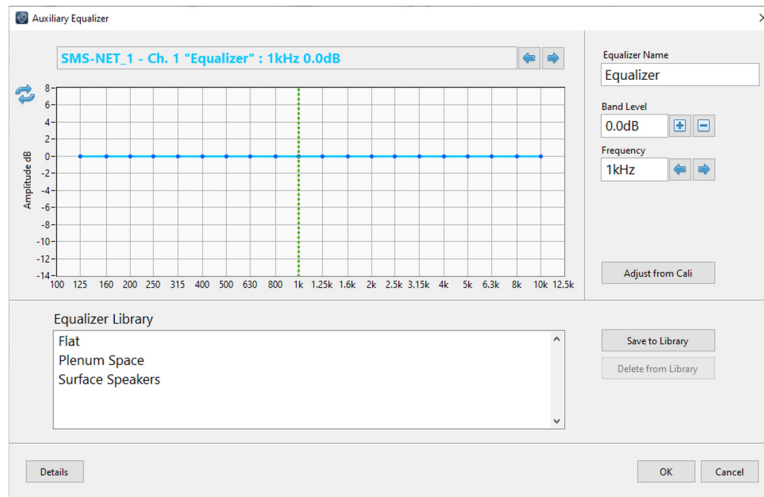 Auxiliary Equalizer
SMS-NET_1 - Ch. 1 "Equalizer" : 1kHz 0.0dB
Equalizer Name
Equalizer
Band Level
0.0dB
Frequency
1kHz
Adjust from Cali
Amplitude dB
8
6
4
2
0
-2
-4
-6
-8
-10
-12
-14
100 125 160 200 250 315 400 500 630 800 1k 1.25k 1.6k 2k 2.5k 3.15k 4k 5k 6.3k 8k 10k 12.5k
Equalizer Library
Flat
Plenum Space
Surface Speakers
Save to Library
Delete from Library
Details
OK
Cancel